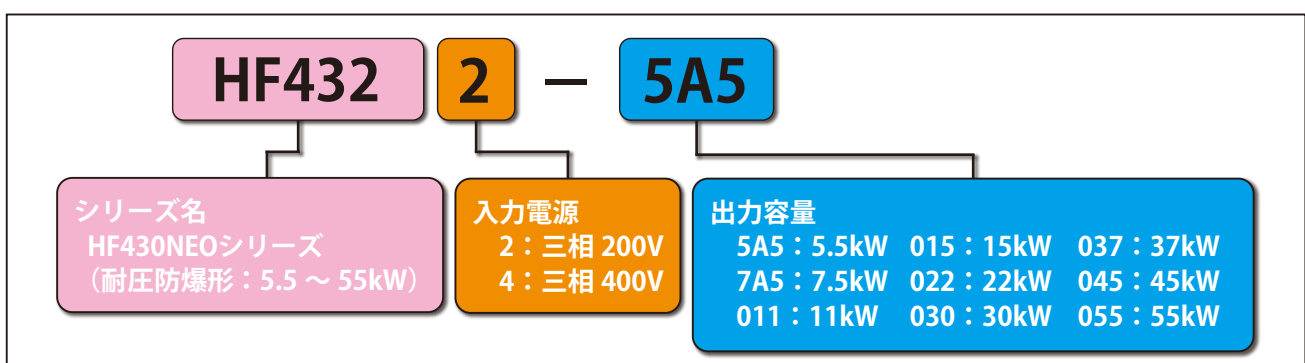 HF432 2 － 5A5
シリーズ名
HF430NEOシリーズ
（耐圧防爆形：5.5 ～ 55kW）
入力電源
2：三相 200V
4：三相 400V
出力容量
5A5：5.5kW 015：15kW 037：37kW
7A5：7.5kW 022：22kW 045：45kW
011：11kW 030：30kW 055：55kW